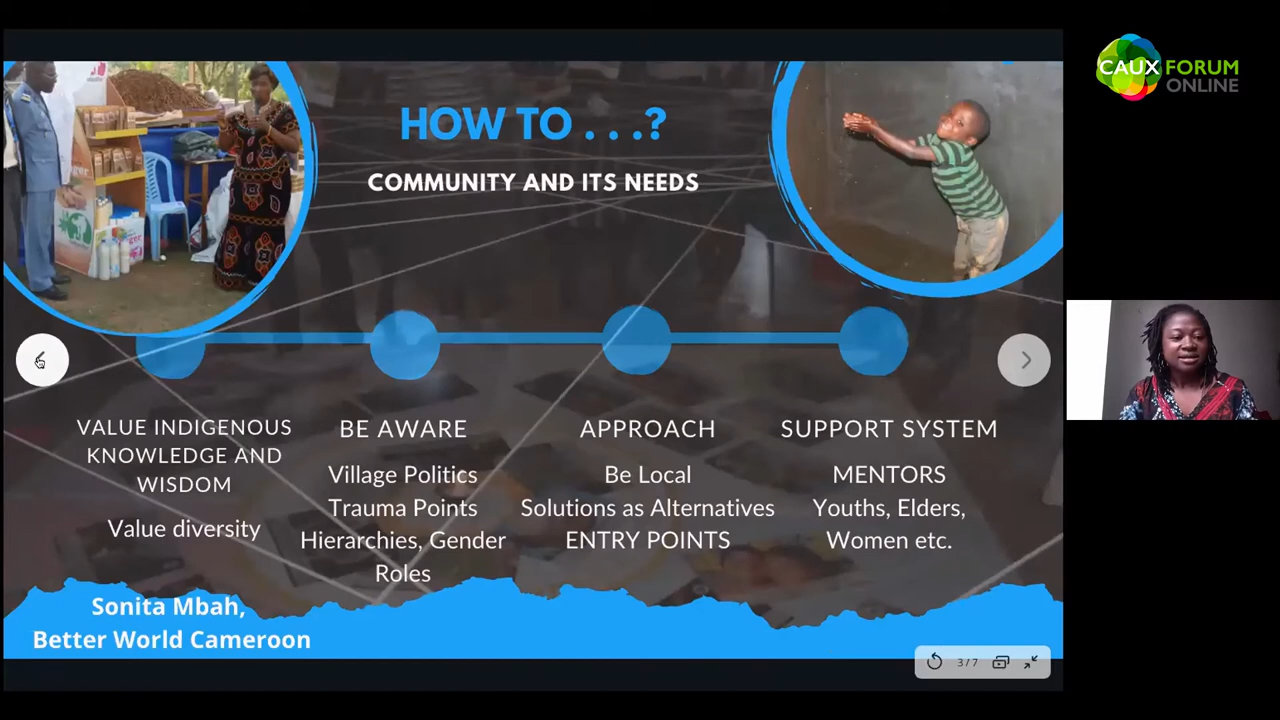 CAUX FORUM
ONLINE
HOW TO . . .?
COMMUNITY AND ITS NEEDS
VALUE INDIGENOUS
KNOWLEDGE AND
WISDOM
Value diversity
BE AWARE
Village Politics
Trauma Points
Hierarchies, Gender
Roles
APPROACH
Be Local
Solutions as Alternatives
ENTRY POINTS
SUPPORT SYSTEM
MENTORS
Youths, Elders,
Women etc.
Sonita Mbah,
Better World Cameroon
3/7